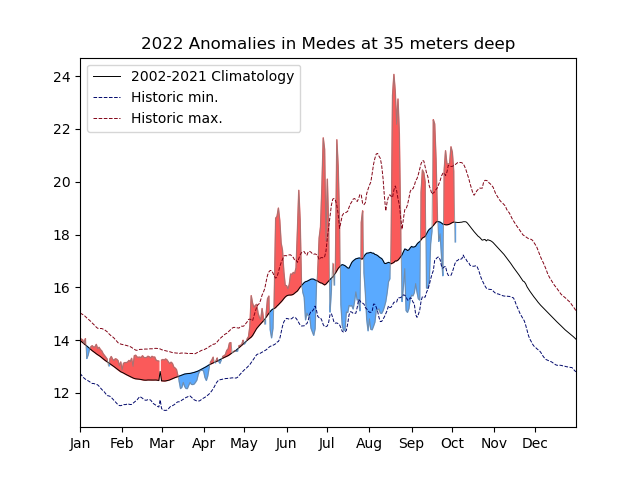 2022 Anomalies in Medes at 35 meters deep
2002-2021 Climatology
Historic min.
Historic max.
24
22
20
18
16
14
12
Jan Feb Mar Apr May Jun Jul Aug Sep Oct Nov Dec